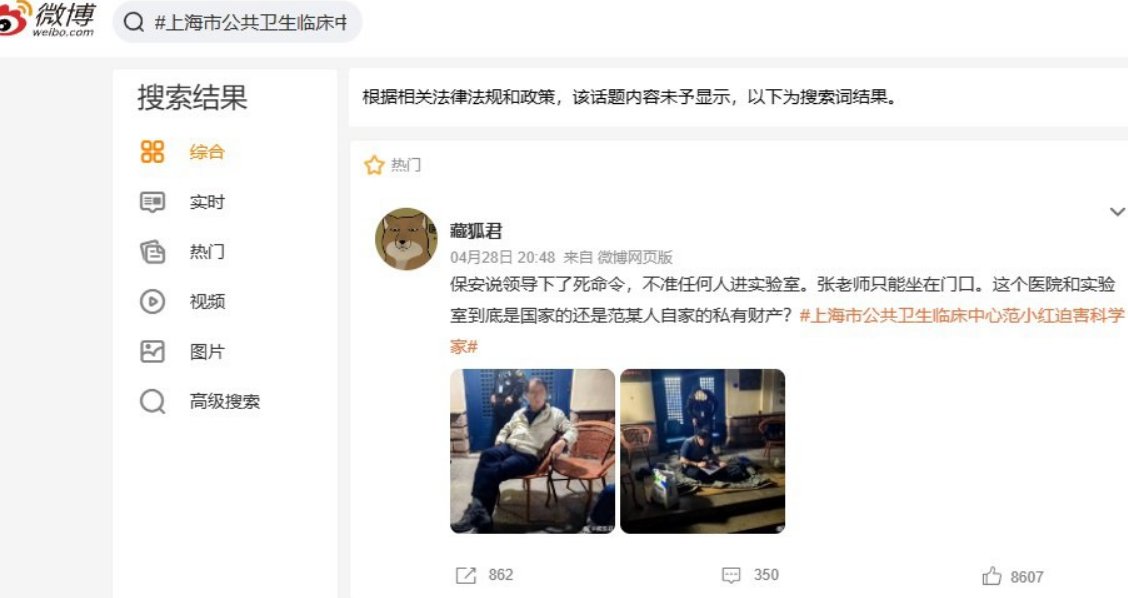 微博
weibo.com
#上海市公共卫生临床中
搜索结果
根据相关法律法规和政策，该话题内容未予显示，以下为搜索词结果。
综合
实时
热门
视频
图片
高级搜索
热门
藏狐君
04月28日 20:48 来自 微博网页版
保安说领导下了死命令，不准任何人进实验室。张老师只能坐在门口。这个医院和实验
室到底是国家的还是范某人自家的私有财产？#上海市公共卫生临床中心范小红迫害科学
家#
862
350
8607